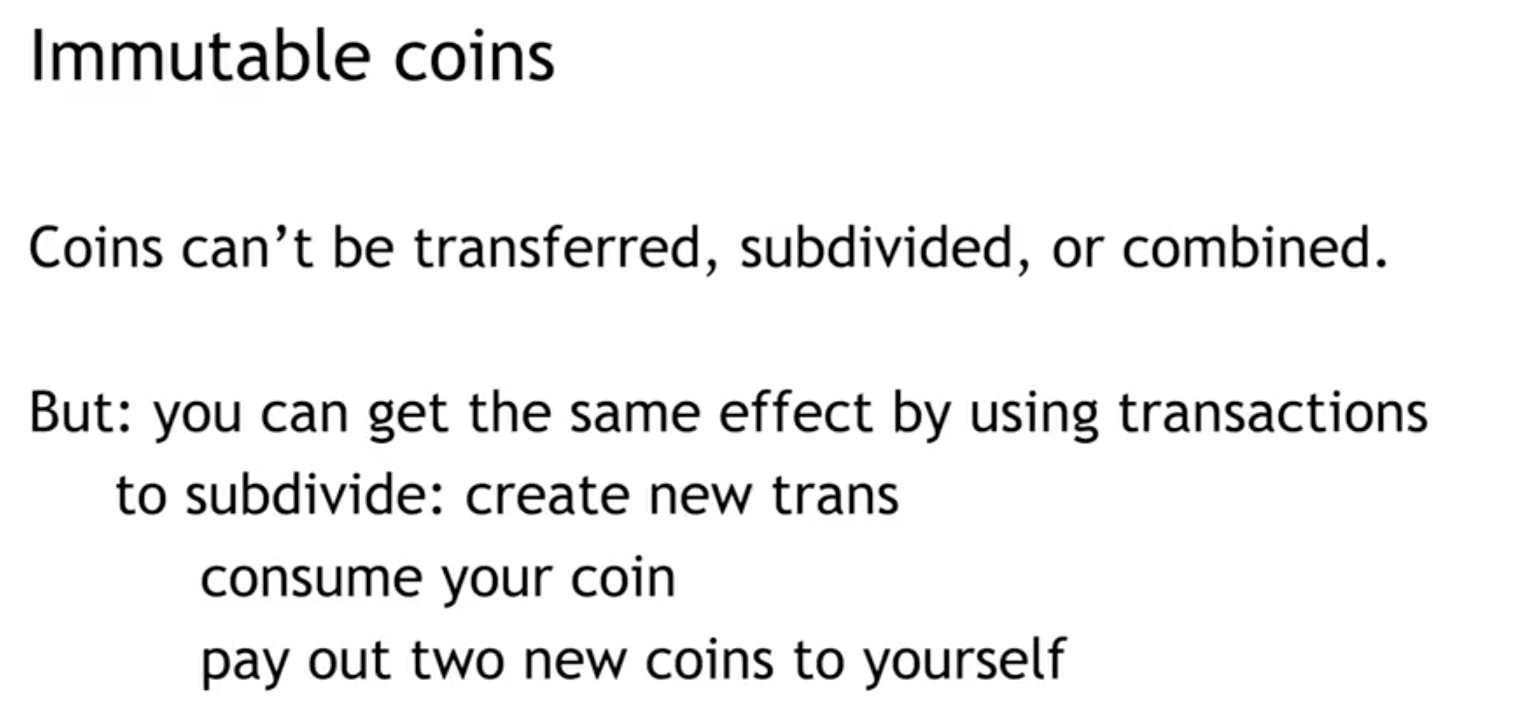 Immutable coins
Coins can’t be transferred, subdivided, or combined.
But: you can get the same effect by using transactions
to subdivide: create new trans
consume your coin
pay out two new coins to yourself